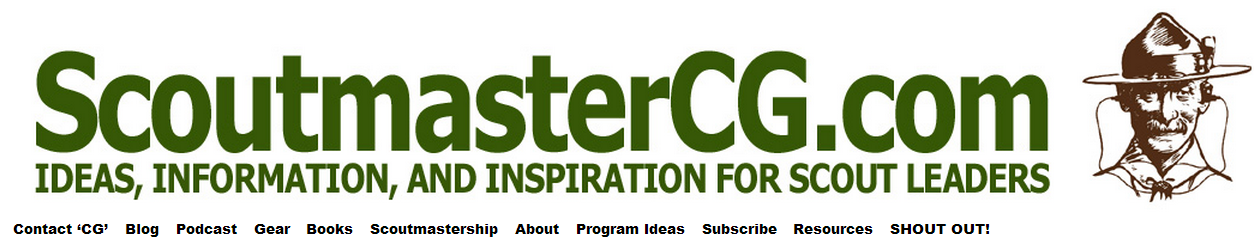 ScoutmasterCG.com
IDEAS, INFORMATION, AND INSPIRATION FOR SCOUT LEADERS
Contact ‘CG’ Blog Podcast Gear Books Scoutmastership About Program Ideas Subscribe Resources SHOUT OUT!